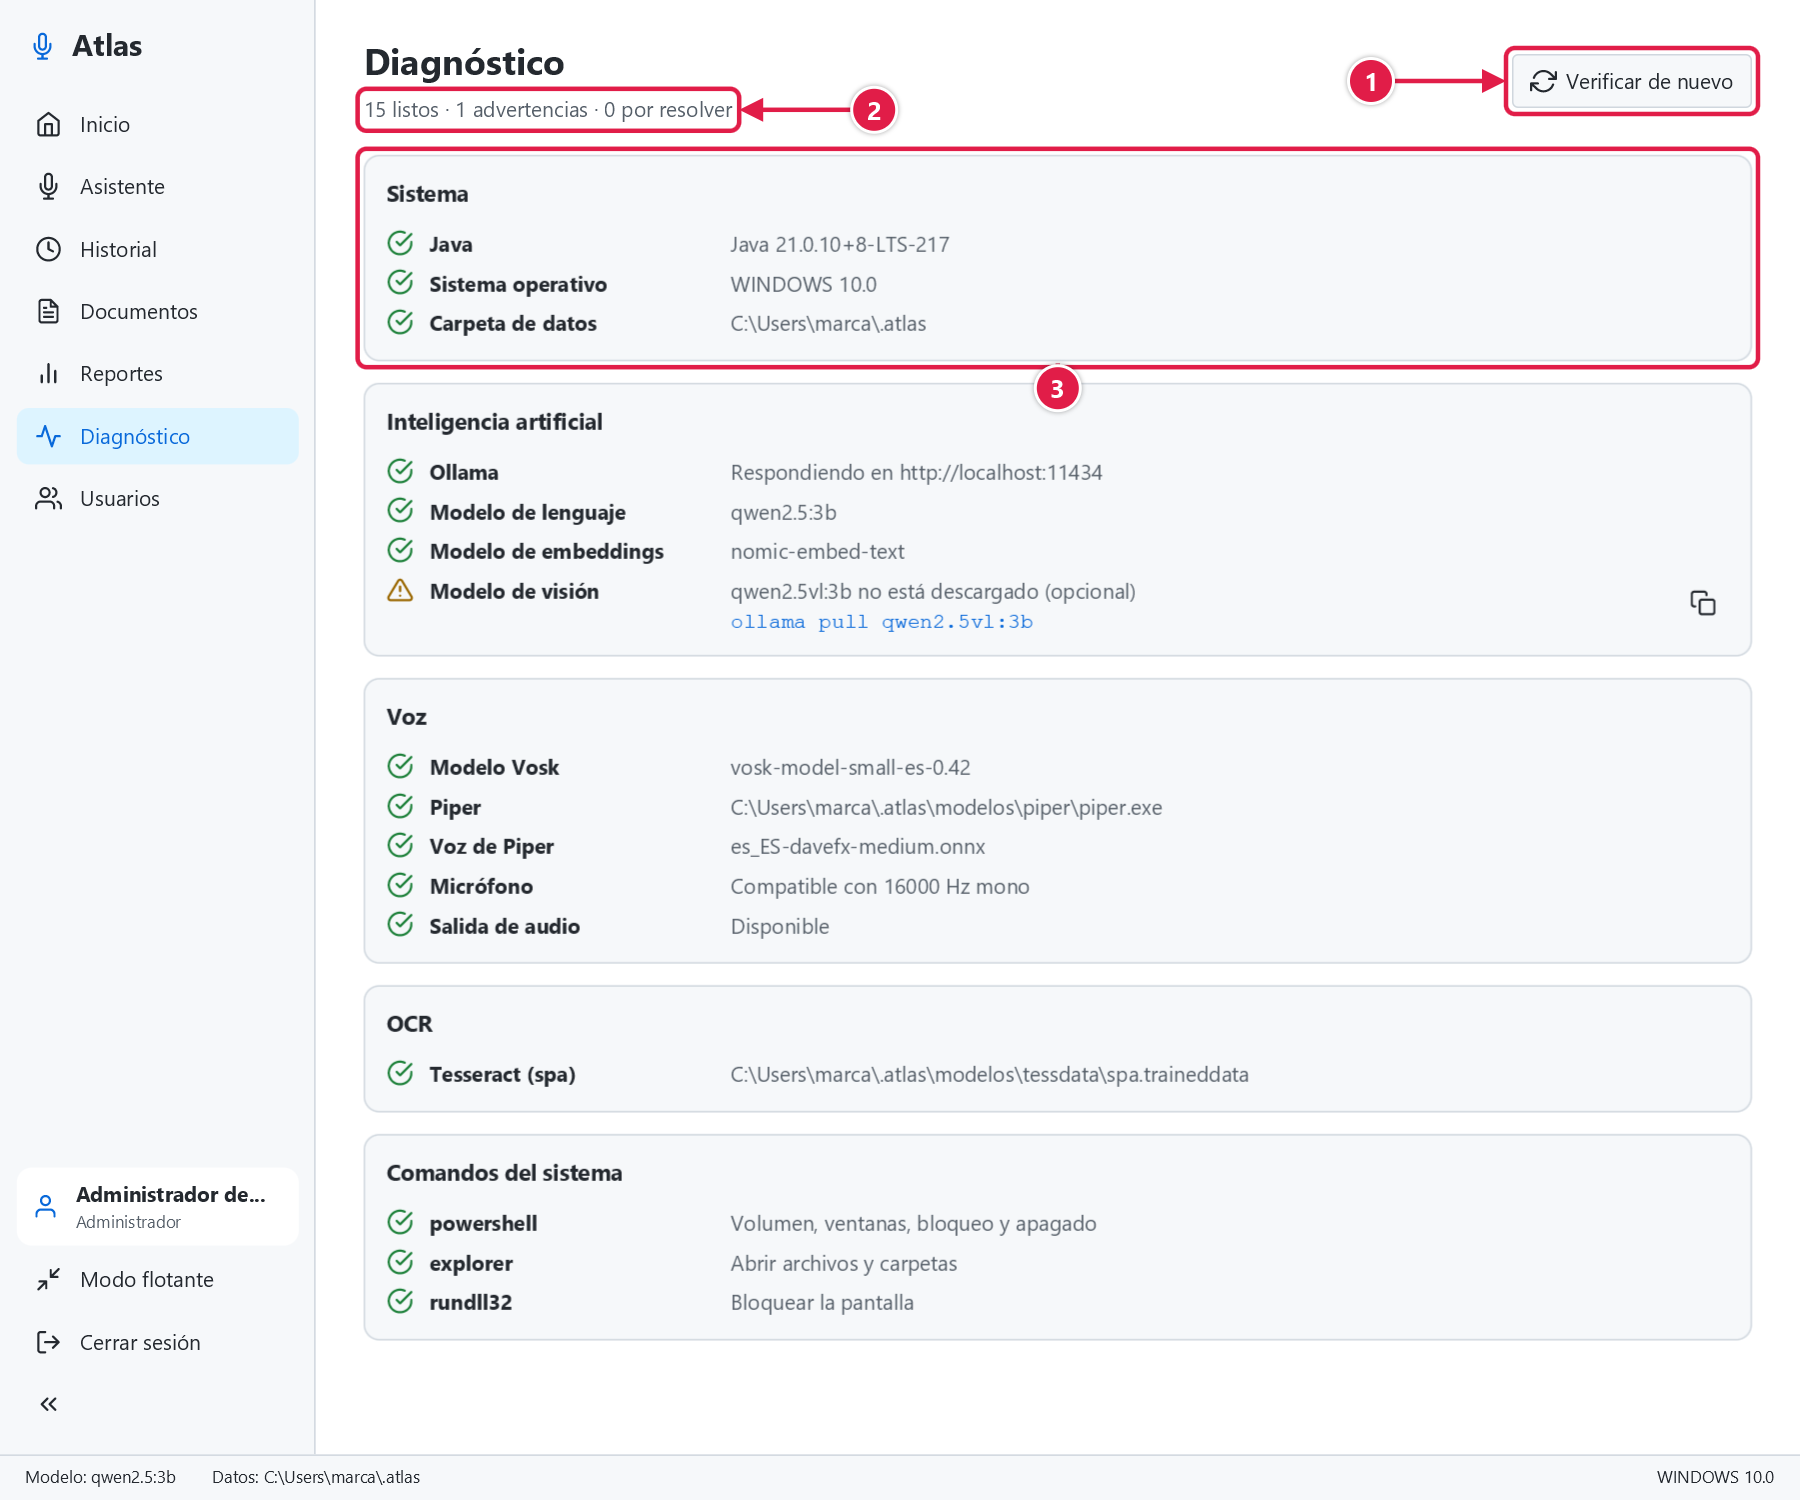 Atlas
Inicio
Asistente
Historial
Documentos
Reportes
Diagnóstico
Usuarios
Administrador de...
Administrador
Modo flotante
Cerrar sesión
Diagnóstico
15 listos · 1 advertencias · 0 por resolver
2
1
Verificar de nuevo
Sistema
Java Java 21.0.10+8-LTS-217
Sistema operativo WINDOWS 10.0
Carpeta de datos C:\Users\marca\.atlas
3
Inteligencia artificial
Ollama Respondiendo en http://localhost:11434
Modelo de lenguaje qwen2.5:3b
Modelo de embeddings nomic-embed-text
Modelo de visión qwen2.5vl:3b no está descargado (opcional)
ollama pull qwen2.5vl:3b
Voz
Modelo Vosk vosk-model-small-es-0.42
Piper C:\Users\marca\.atlas\modelos\piper\piper.exe
Voz de Piper es_ES-davefx-medium.onnx
Micrófono Compatible con 16000 Hz mono
Salida de audio Disponible
OCR
Tesseract (spa) C:\Users\marca\.atlas\modelos\tessdata\spa.traineddata
Comandos del sistema
powershell Volumen, ventanas, bloqueo y apagado
explorer Abrir archivos y carpetas
rundll32 Bloquear la pantalla
Modelo: qwen2.5:3b Datos: C:\Users\marca\.atlas WINDOWS 10.0